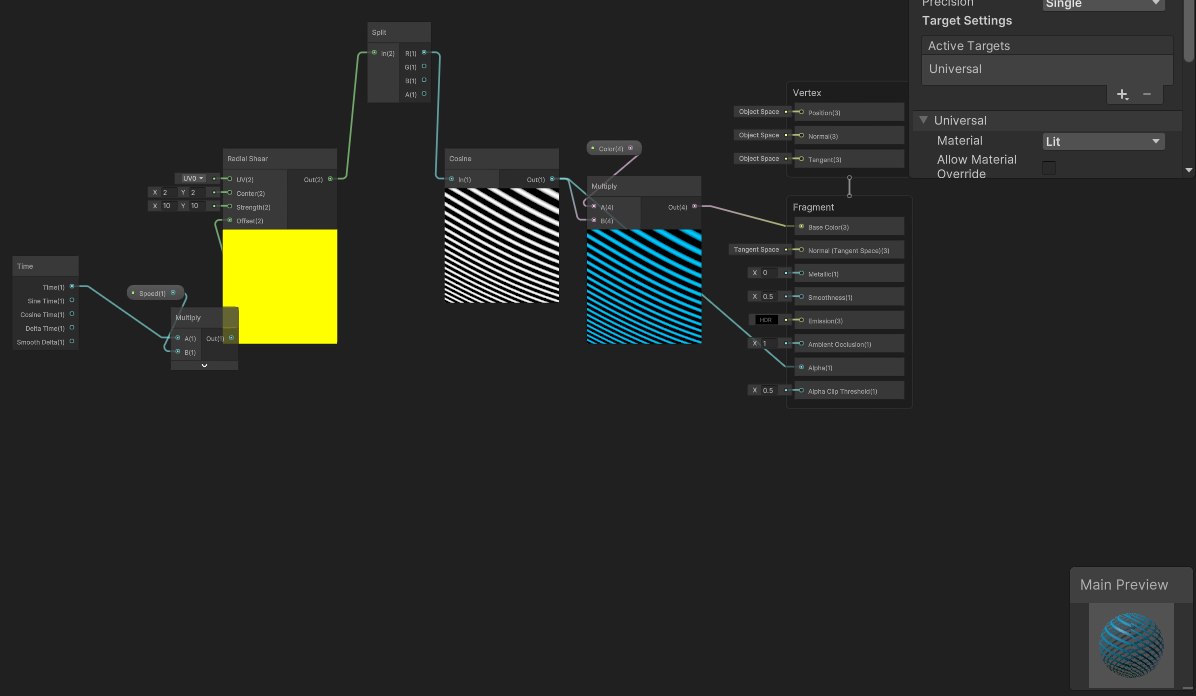 Precision
Single
Target Settings
Active Targets
Universal
Universal
Material
Lit
Allow Material
Override
Split
In(2)
R(1)
G(1)
B(1)
A(1)
Radial Shear
UV0
UV(2)
Out(2)
X 2 Y 2
Center(2)
X 10 Y 10
Strength(2)
Offset(2)
Time
Time(1)
Sine Time(1)
Cosine Time(1)
Delta Time(1)
Smooth Delta(1)
Speed(1)
Multiply
A(1)
Out(1)
B(1)
Cosine
In(1)
Out(1)
Color(4)
Multiply
A(4)
Out(4)
B(4)
Vertex
Object Space
Position(3)
Object Space
Normal(3)
Object Space
Tangent(3)
Fragment
Base Color(3)
Tangent Space
Normal (Tangent Space)(3)
X 0
Metallic(1)
X 0.5
Smoothness(1)
HDR
Emission(3)
X 1
Ambient Occlusion(1)
Alpha(1)
X 0.5
Alpha Clip Threshold(1)
Main Preview